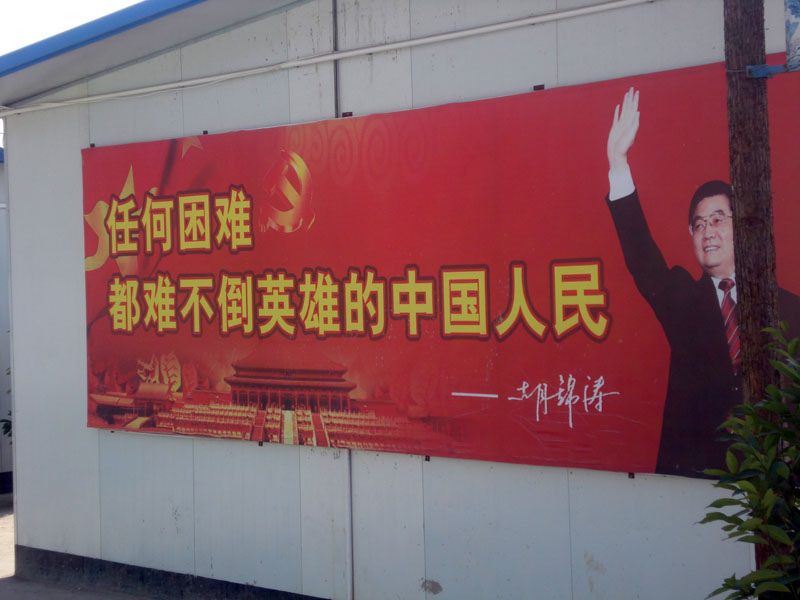 任何困难
都难不倒英雄的中国人民
——胡锦涛